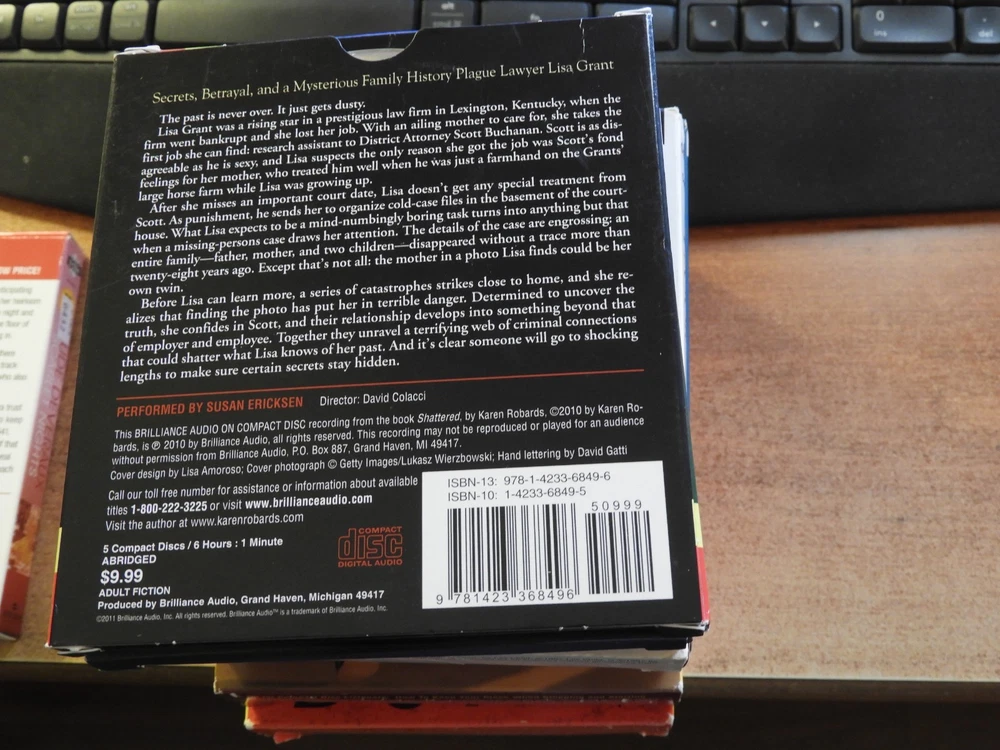 alt
0
ins
del
Secrets, Betrayal, and a Mysterious Family History Plague Lawyer Lisa Grant
The past is never over. It just gets dusty.
Lisa Grant was a rising star in a prestigious law firm in Lexington, Kentucky, when the
firm went bankrupt and she lost her job. With an ailing mother to care for, she takes the
first job she can find: research assistant to District Attorney Scott Buchanan. Scott is as dis-
agreeable as he is sexy, and Lisa suspects the only reason she got the job was Scott's fond
feelings for her mother, who treated him well when he was just a farmhand on the Grants'
large horse farm while Lisa was growing up.
After she misses an important court date, Lisa doesn't get any special treatment from
Scott. As punishment, he sends her to organize cold-case files in the basement of the court-
house. What Lisa expects to be a mind-numbingly boring task turns into anything but that
when a missing-persons case draws her attention. The details of the case are engrossing: an
entire family—father, mother, and two children—disappeared without a trace more than
twenty-eight years ago. Except that's not all: the mother in a photo Lisa finds could be her
own twin.
Before Lisa can learn more, a series of catastrophes strikes close to home, and she re-
alizes that finding the photo has put her in terrible danger. Determined to uncover the
truth, she confides in Scott, and their relationship develops into something beyond that
of employer and employee. Together they unravel a terrifying web of criminal connections
that could shatter what Lisa knows of her past. And it's clear someone will go to shocking
lengths to make sure certain secrets stay hidden.
PERFORMED BY SUSAN ERICKSEN Director: David Colacci
This BRILLIANCE AUDIO ON COMPACT DISC recording from the book Shattered, by Karen Robards, ©2010 by Karen Ro-
bards, is ℗ 2010 by Brilliance Audio, all rights reserved. This recording may not be reproduced or played for an audience
without permission from Brilliance Audio, P.O. Box 887, Grand Haven, MI 49417.
Cover design by Lisa Amoroso; Cover photograph © Getty Images/Lukasz Wierzbowski; Hand lettering by David Gatti
Call our toll free number for assistance or information about available
titles 1-800-222-3225 or visit www.brillianceaudio.com
Visit the author at www.karenrobards.com
5 Compact Discs / 6 Hours : 1 Minute
ABRIDGED
$9.99
ADULT FICTION
Produced by Brilliance Audio, Grand Haven, Michigan 49417
©2011 Brilliance Audio, Inc. All rights reserved. Brilliance Audio™ is a trademark of Brilliance Audio, Inc.
COMPACT
disc
DIGITAL AUDIO
ISBN-13: 978-1-4233-6849-6
ISBN-10: 1-4233-6849-5
50999
9 781423 368496
OW PRICE!